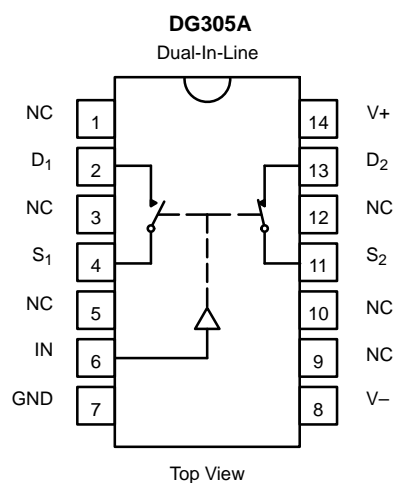 DG305A
Dual-In-Line
NC 1 14 V+
D1 2 13 D2
NC 3 12 NC
S1 4 11 S2
NC 5 10 NC
IN 6 9 NC
GND 7 8 V–
Top View